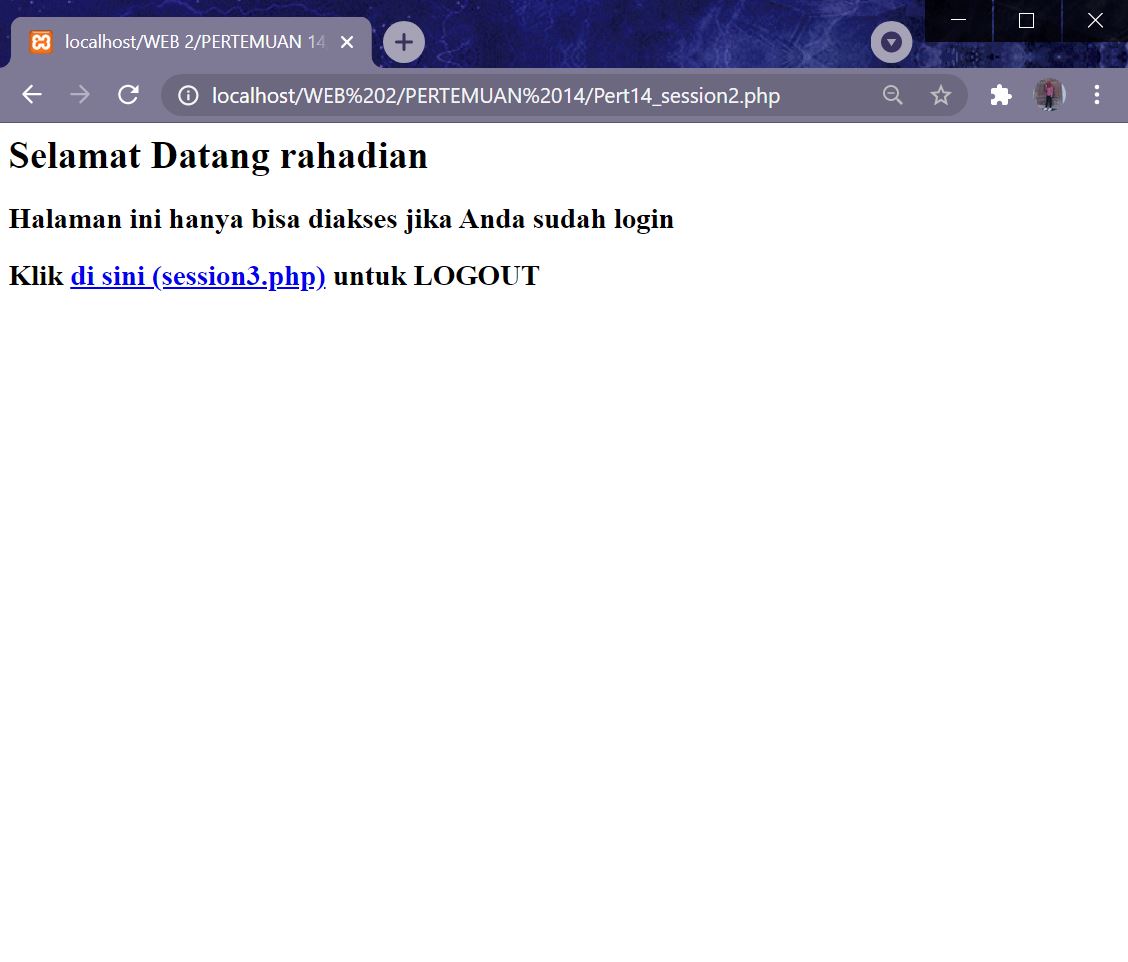 localhost/WEB 2/PERTEMUAN 14
localhost/WEB%202/PERTEMUAN%2014/Pert14_session2.php
Selamat Datang rahadian
Halaman ini hanya bisa diakses jika Anda sudah login
Klik di sini (session3.php) untuk LOGOUT